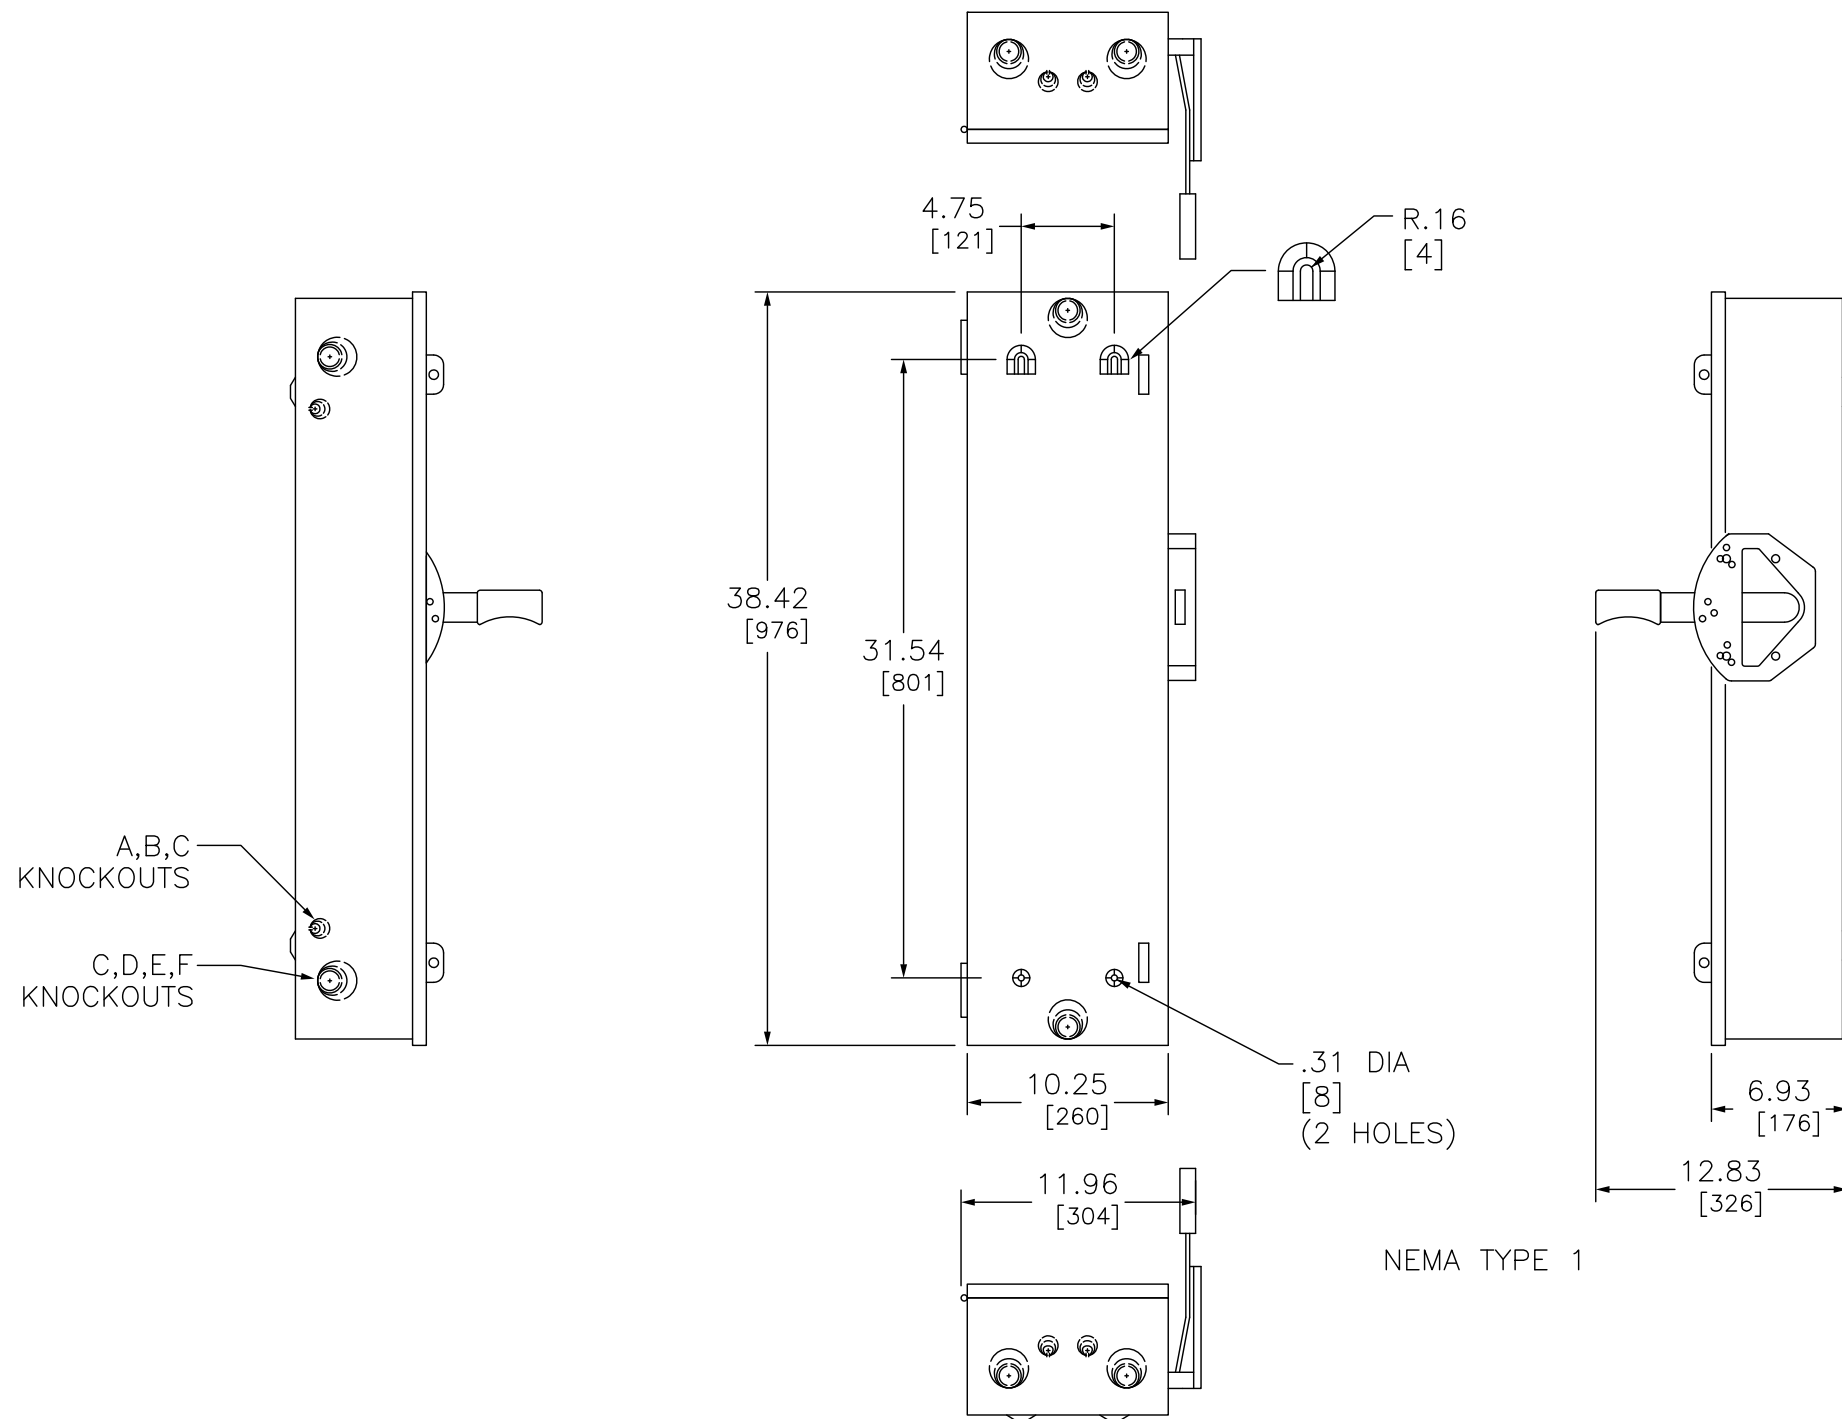 4.75
[121]
R.16
[4]
38.42
[976]
31.54
[801]
A,B,C
KNOCKOUTS
C,D,E,F
KNOCKOUTS
10.25
[260]
.31 DIA
[8]
(2 HOLES)
6.93
[176]
11.96
[304]
12.83
[326]
NEMA TYPE 1